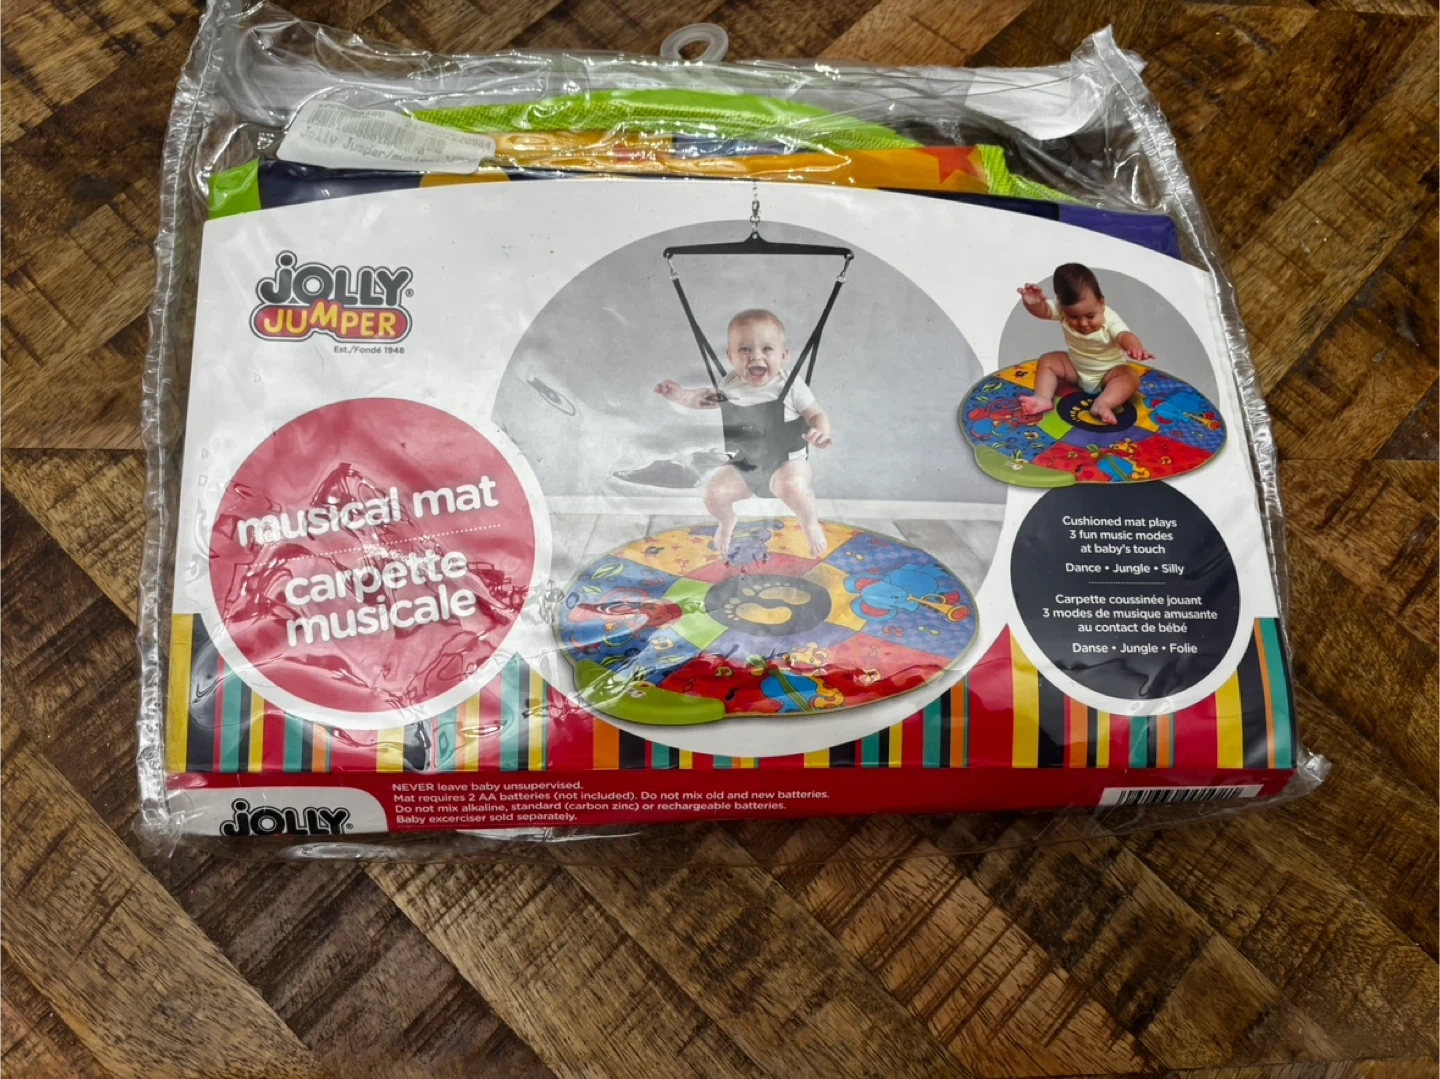 Jolly Jumper/musical
JOLLY
JUMPER
Est./Fondé 1948
musical mat
carpette
musicale
Cushioned mat plays
3 fun music modes
at baby's touch
Dance • Jungle • Silly
Carpette coussinée jouant
3 modes de musique amusante
au contact de bébé
Danse • Jungle • Folie
JOLLY
NEVER leave baby unsupervised.
Mat requires 2 AA batteries (not included). Do not mix old and new batteries.
Do not mix alkaline, standard (carbon zinc) or rechargeable batteries.
Baby excerciser sold separately.